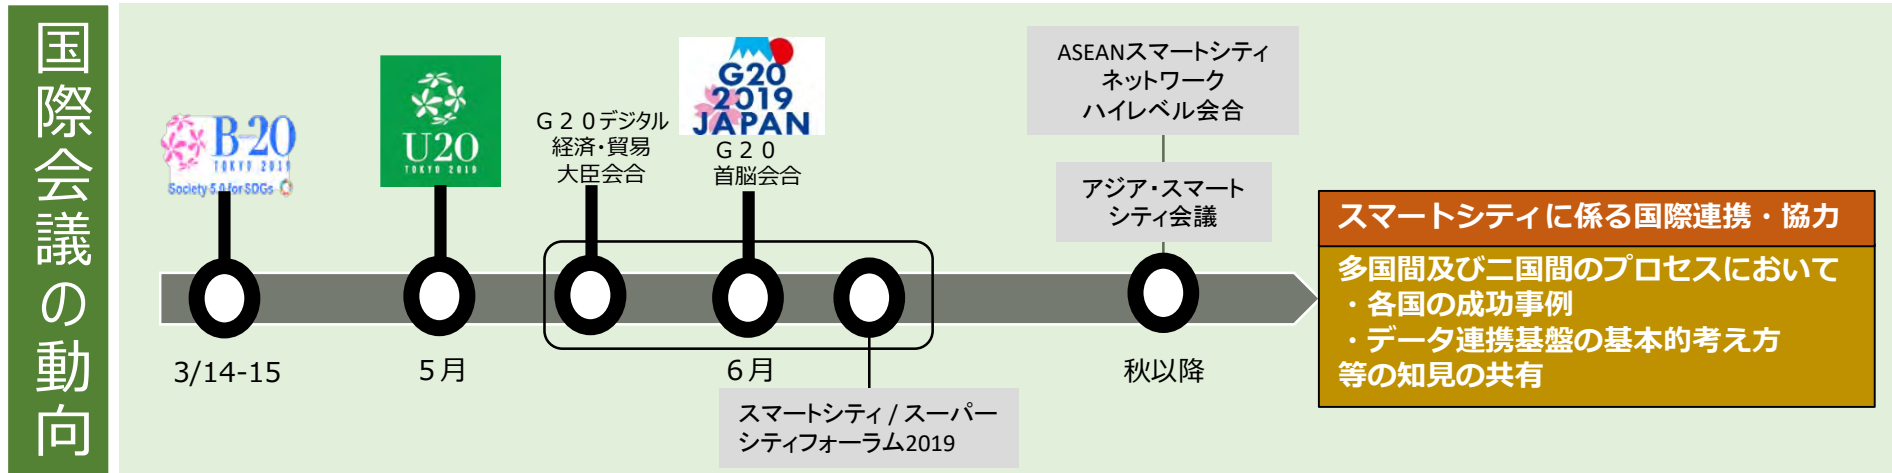 国際会議の動向
B-20
TOKYO 2019
Society 5.0 for SDGs
U20
TOKYO 2019
G20デジタル
経済・貿易
大臣会合
G20
2019
JAPAN
G20
首脳会合
ASEANスマートシティ
ネットワーク
ハイレベル会合
アジア・スマート
シティ会議
3/14-15
5月
6月
秋以降
スマートシティ / スーパー
シティフォーラム2019
スマートシティに係る国際連携・協力
多国間及び二国間のプロセスにおいて
・各国の成功事例
・データ連携基盤の基本的考え方
等の知見の共有